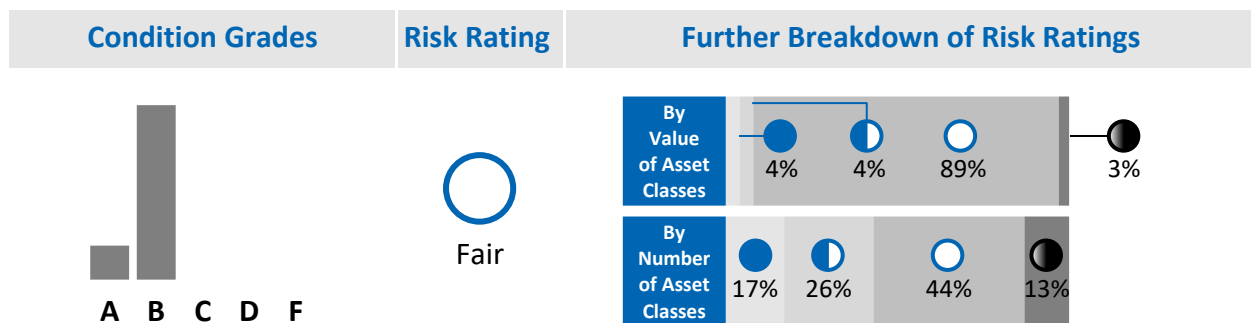 Condition Grades
Risk Rating
Further Breakdown of Risk Ratings
A B C D F
Fair
By
Value
of Asset
Classes
4% 4% 89% 3%
By
Number
of Asset
Classes
17% 26% 44% 13%